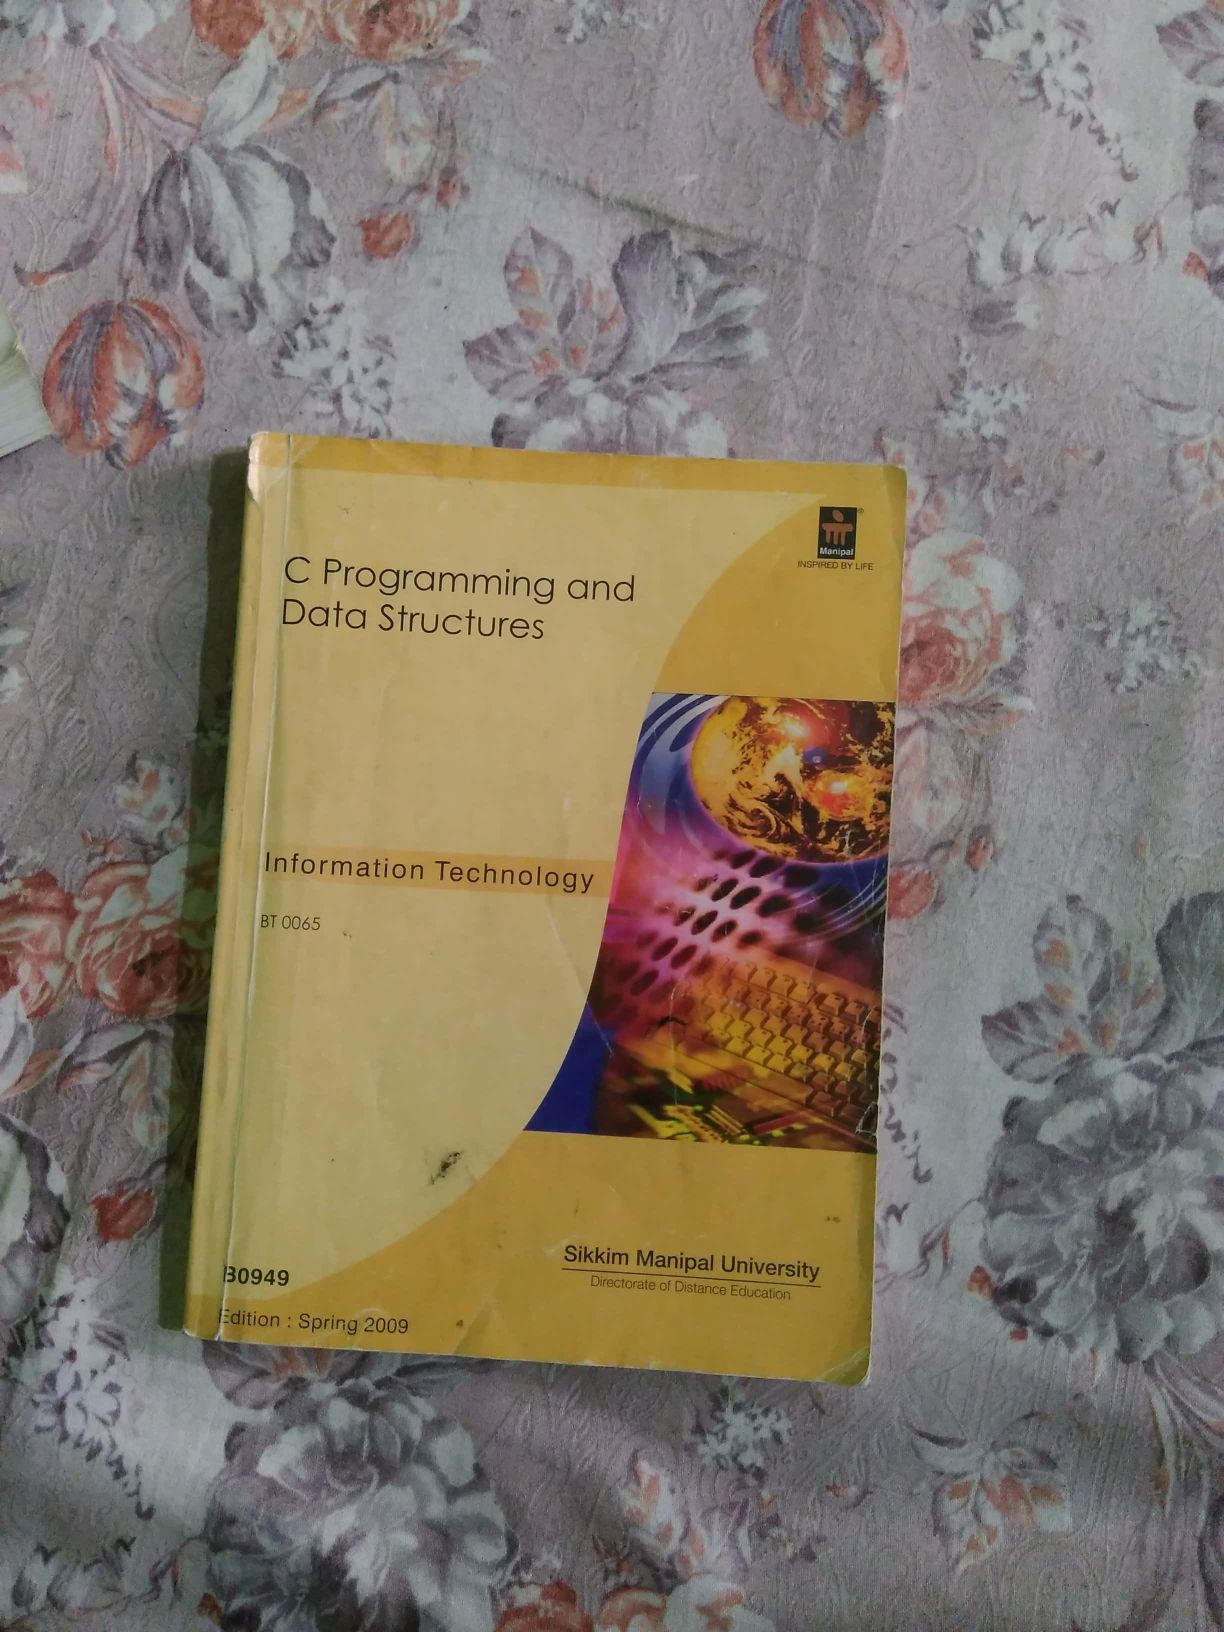 Manipal
INSPIRED BY LIFE
C Programming and
Data Structures
Information Technology
BT 0065
Sikkim Manipal University
Directorate of Distance Education
B0949
Edition : Spring 2009